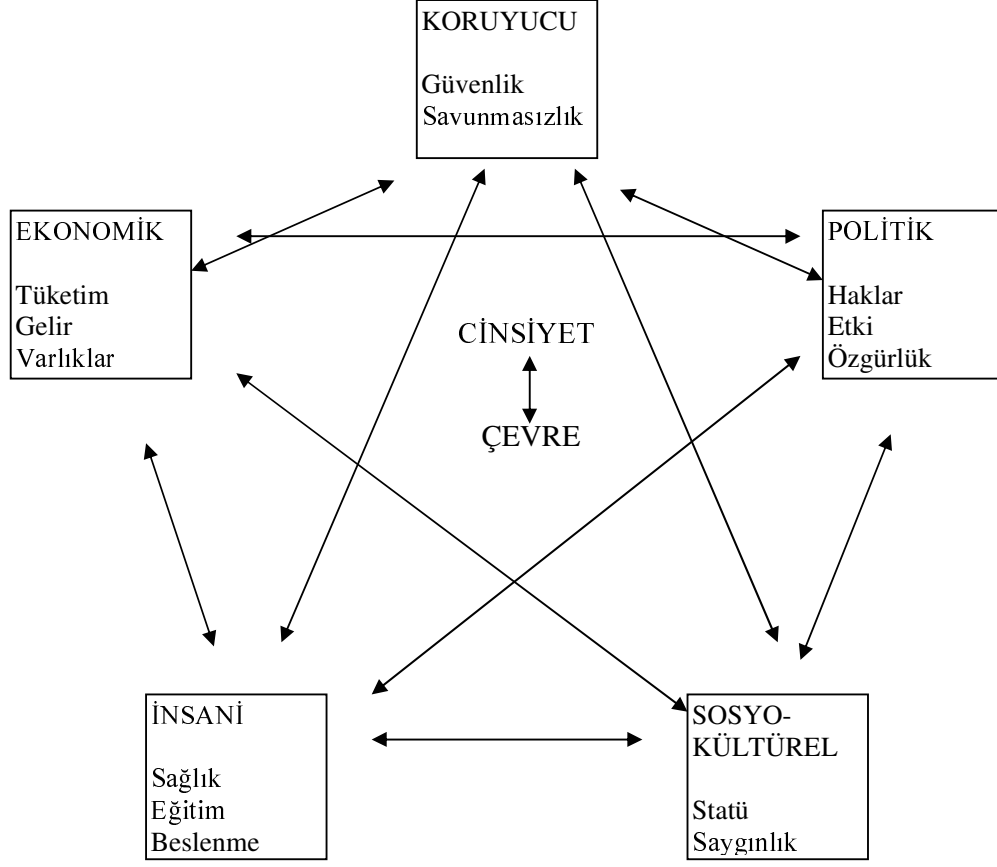 KORUYUCU
Güvenlik
Savunmasızlık
EKONOMİK
Tüketim
Gelir
Varlıklar
POLİTİK
Haklar
Etki
Özgürlük
CİNSİYET
ÇEVRE
İNSANİ
Sağlık
Eğitim
Beslenme
SOSYO-
KÜLTÜREL
Statü
Saygınlık